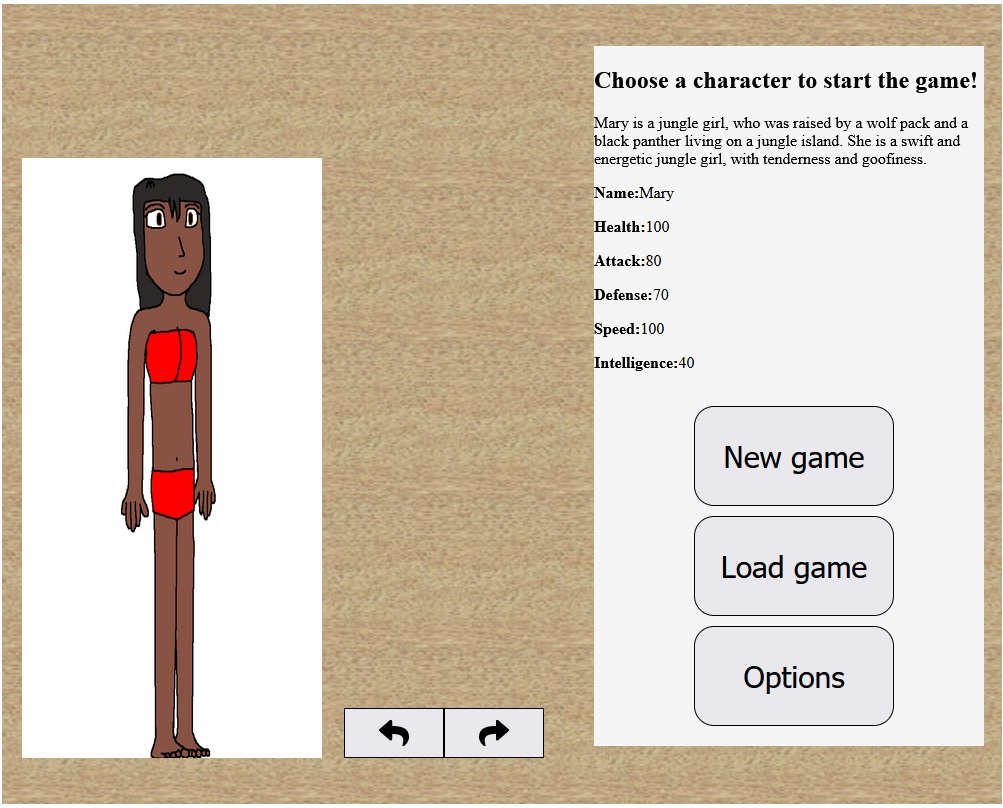 Choose a character to start the game!
Mary is a jungle girl, who was raised by a wolf pack and a
black panther living on a jungle island. She is a swift and
energetic jungle girl, with tenderness and goofiness.
Name:Mary
Health:100
Attack:80
Defense:70
Speed:100
Intelligence:40
New game
Load game
Options